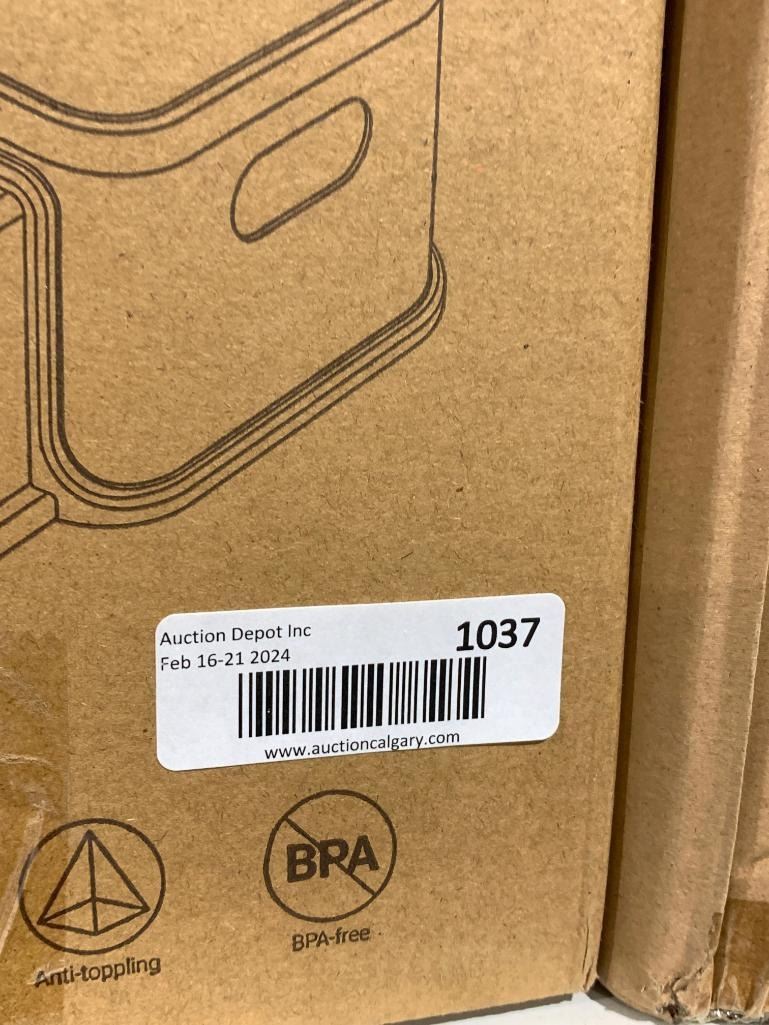 Auction Depot Inc
1037
Feb 16-21 2024
www.auctioncalgary.com
BPA
BPA-free
Anti-toppling